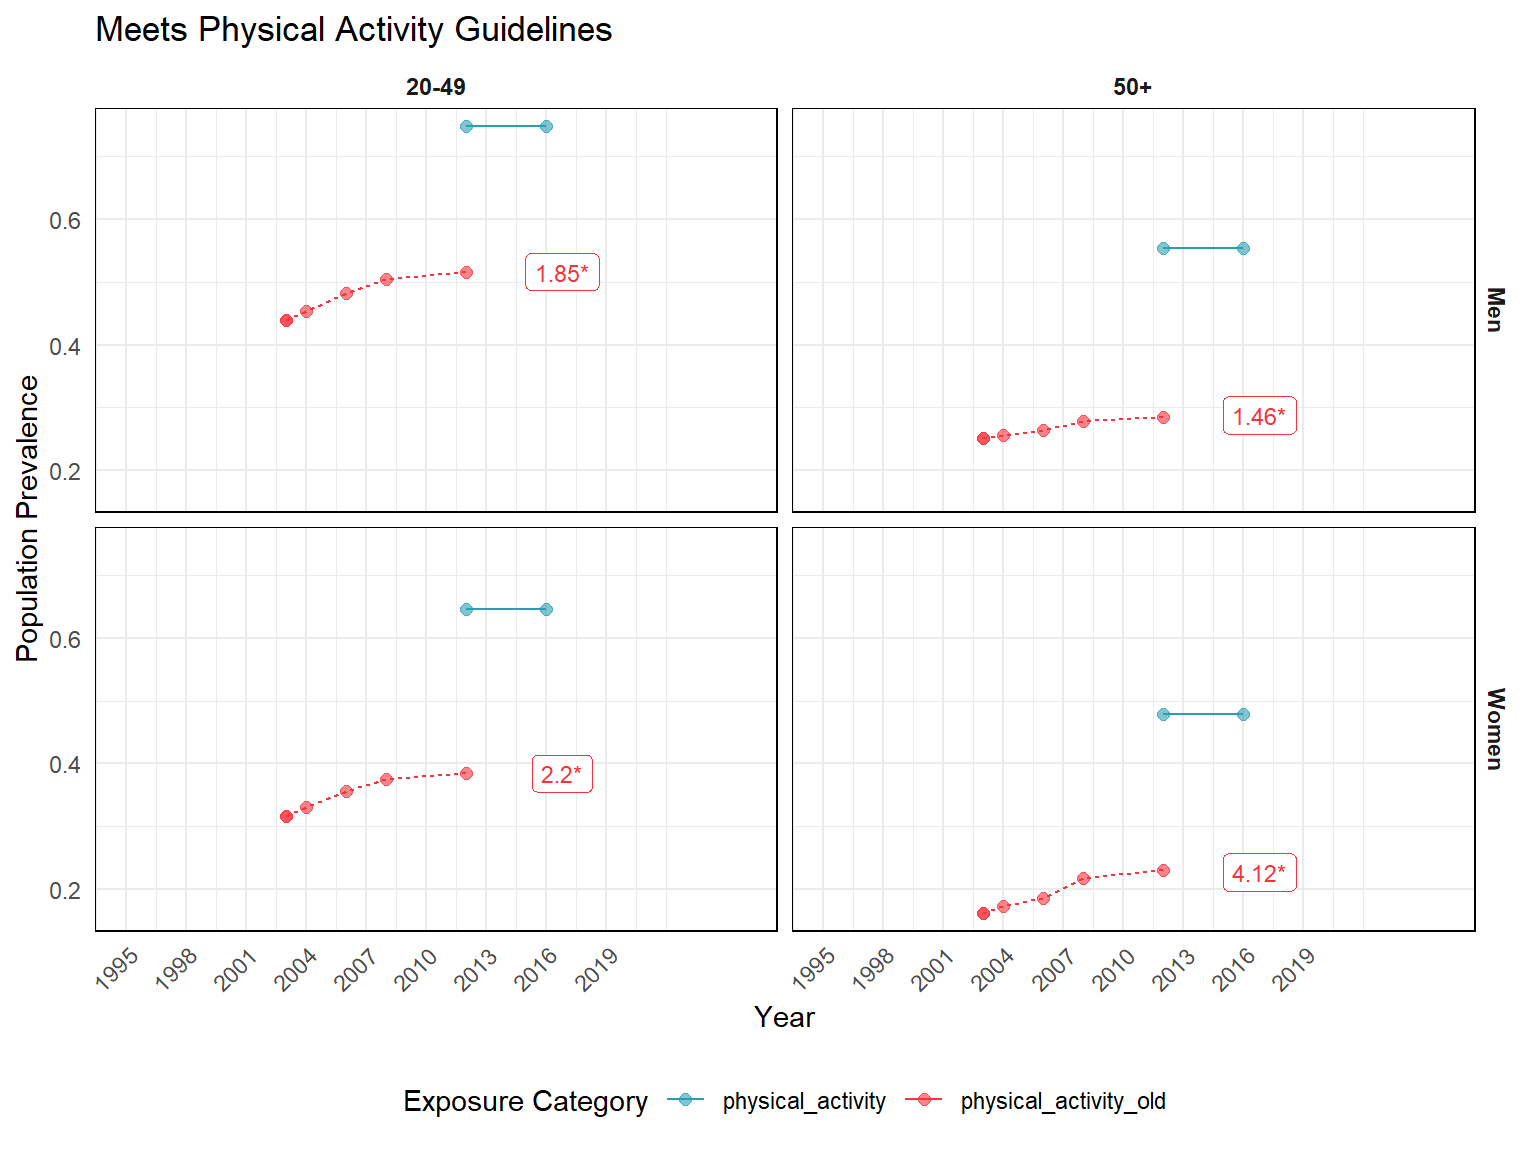 Meets Physical Activity Guidelines
20-49
50+
0.6
0.4
0.2
1.85*
1.46*
Men
Population Prevalence
0.6
0.4
0.2
2.2*
4.12*
Women
1995 1998 2001 2004 2007 2010 2013 2016 2019
1995 1998 2001 2004 2007 2010 2013 2016 2019
Year
Exposure Category physical_activity physical_activity_old